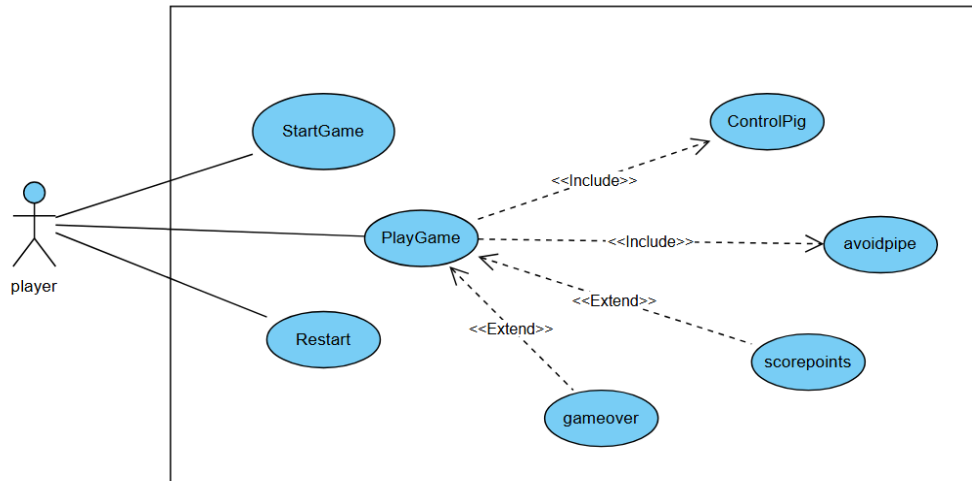 StartGame
ControlPig
<<Include>>
PlayGame
<<Include>>
avoidpipe
player
<<Extend>>
<<Extend>>
Restart
scorepoints
gameover